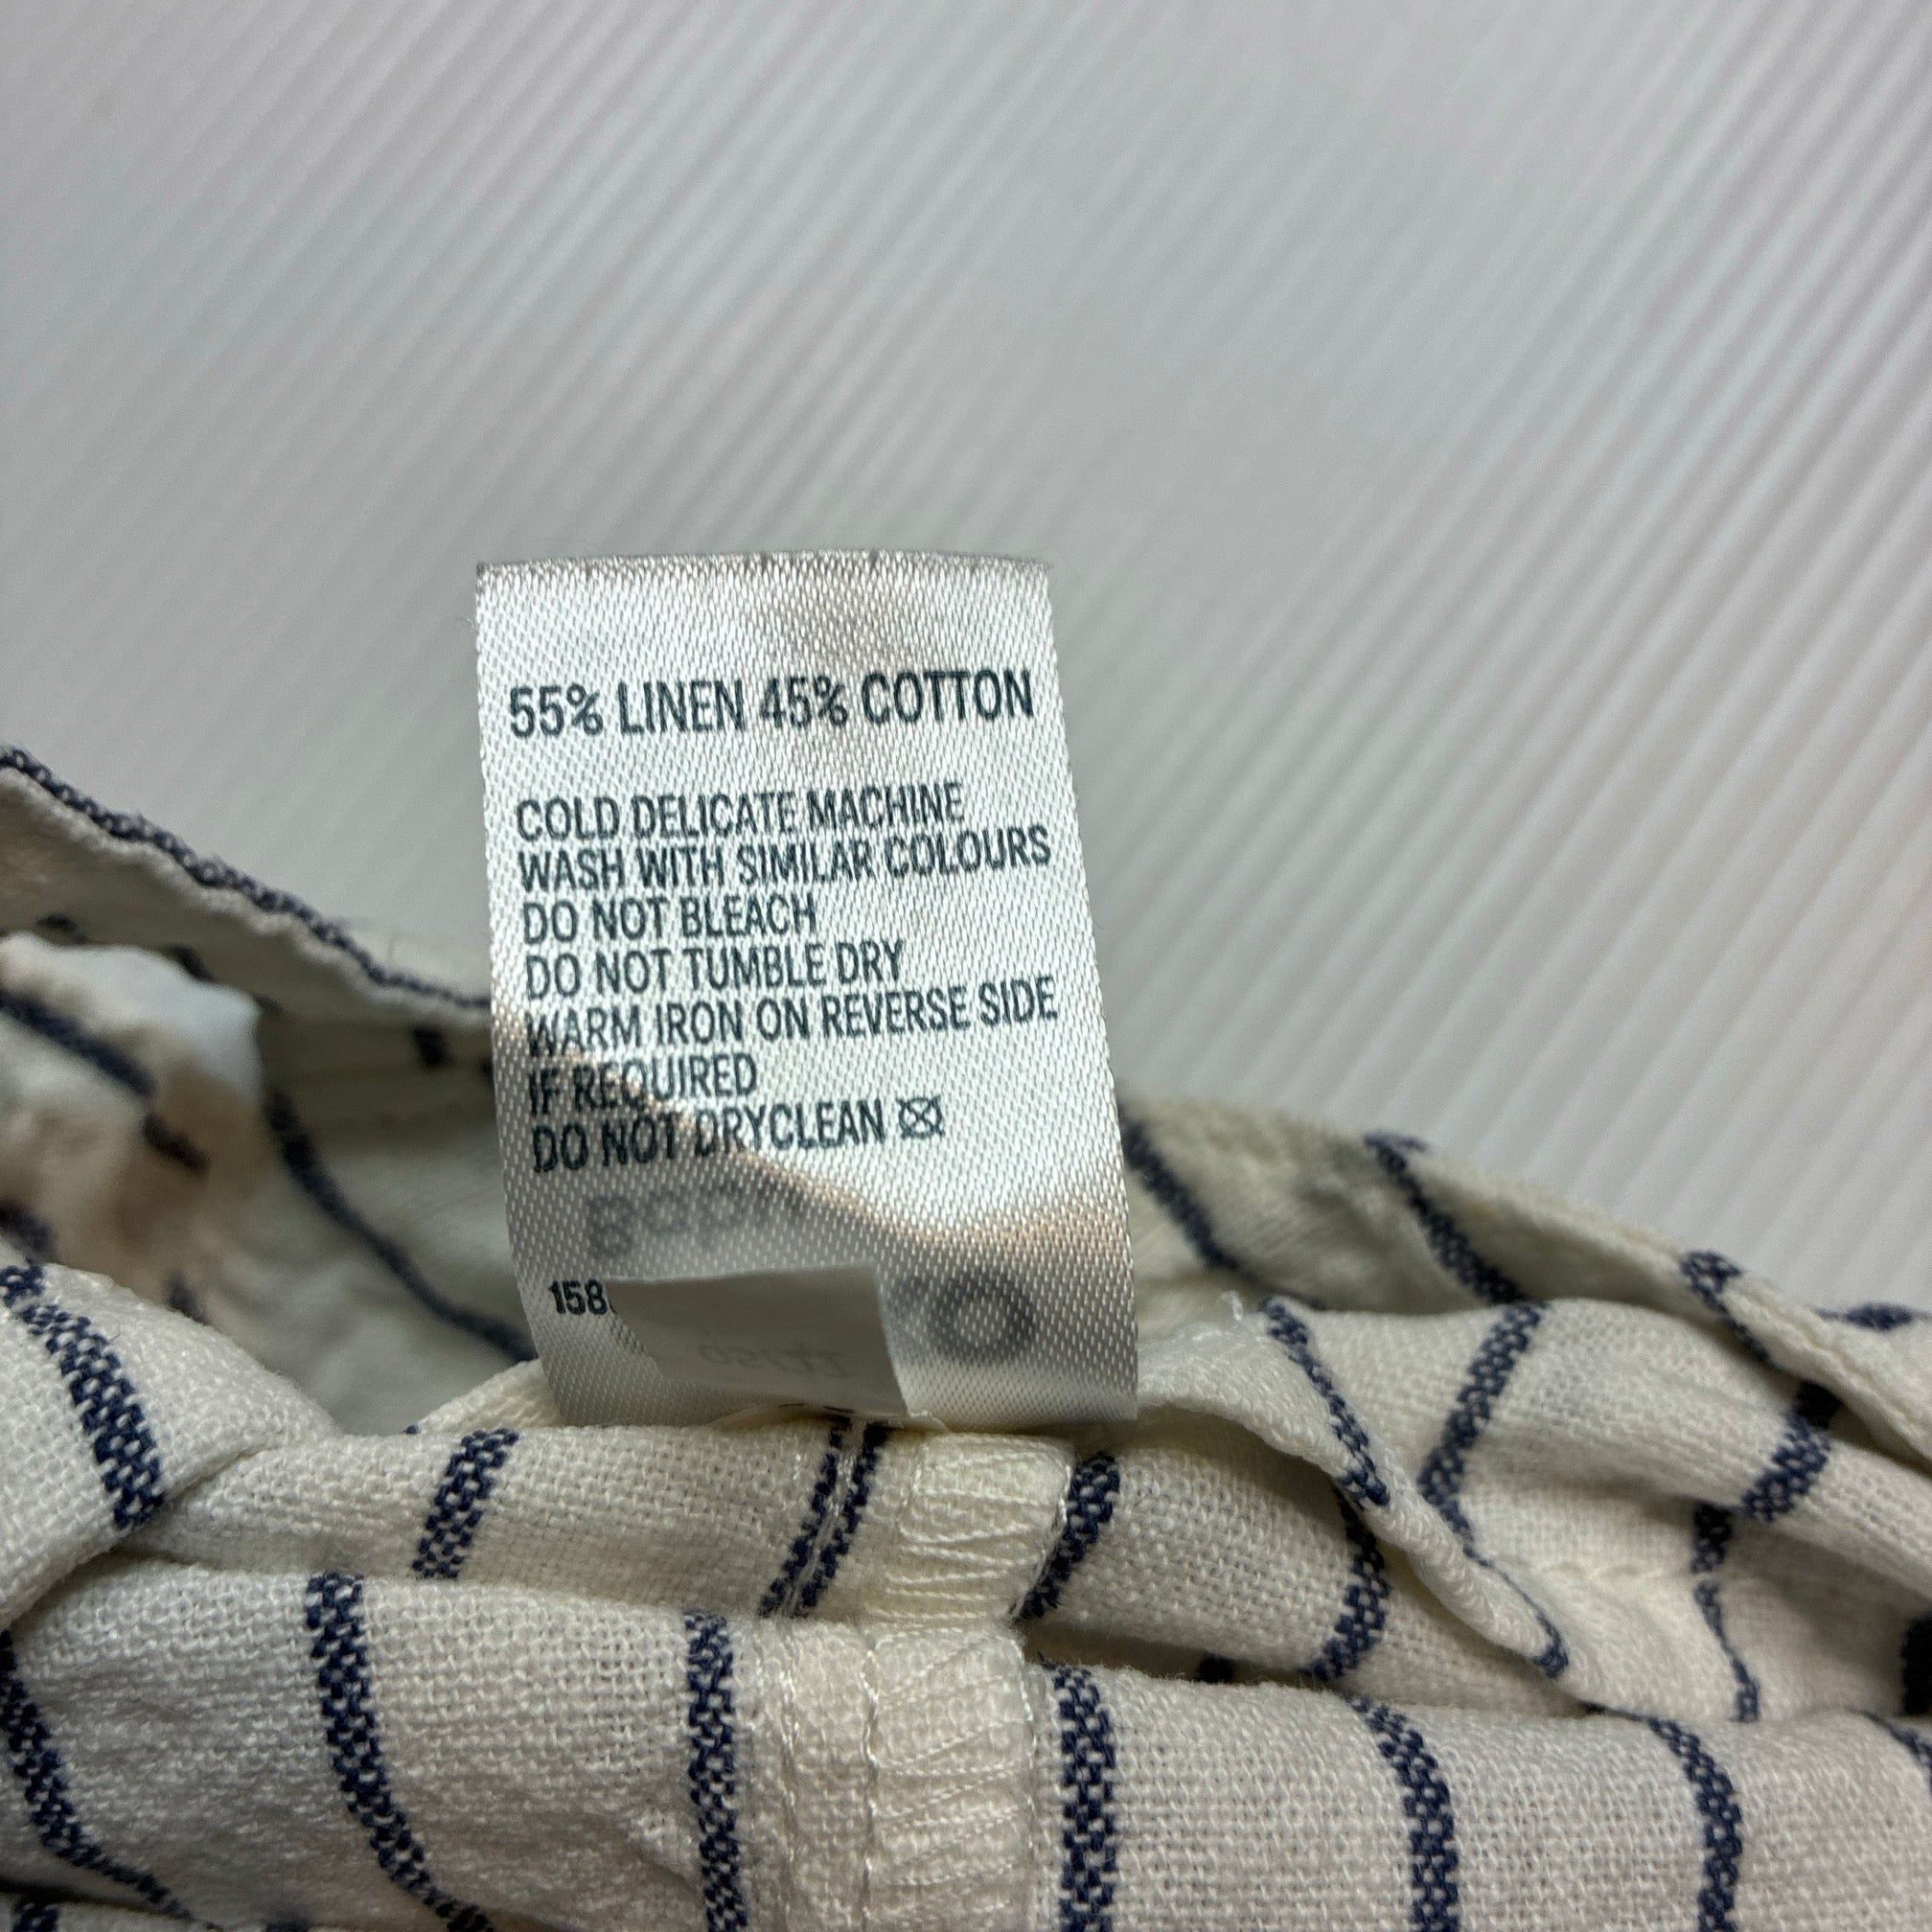 55% LINEN 45% COTTON
COLD DELICATE MACHINE
WASH WITH SIMILAR COLOURS
DO NOT BLEACH
DO NOT TUMBLE DRY
WARM IRON ON REVERSE SIDE
IF REQUIRED
DO NOT DRYCLEAN